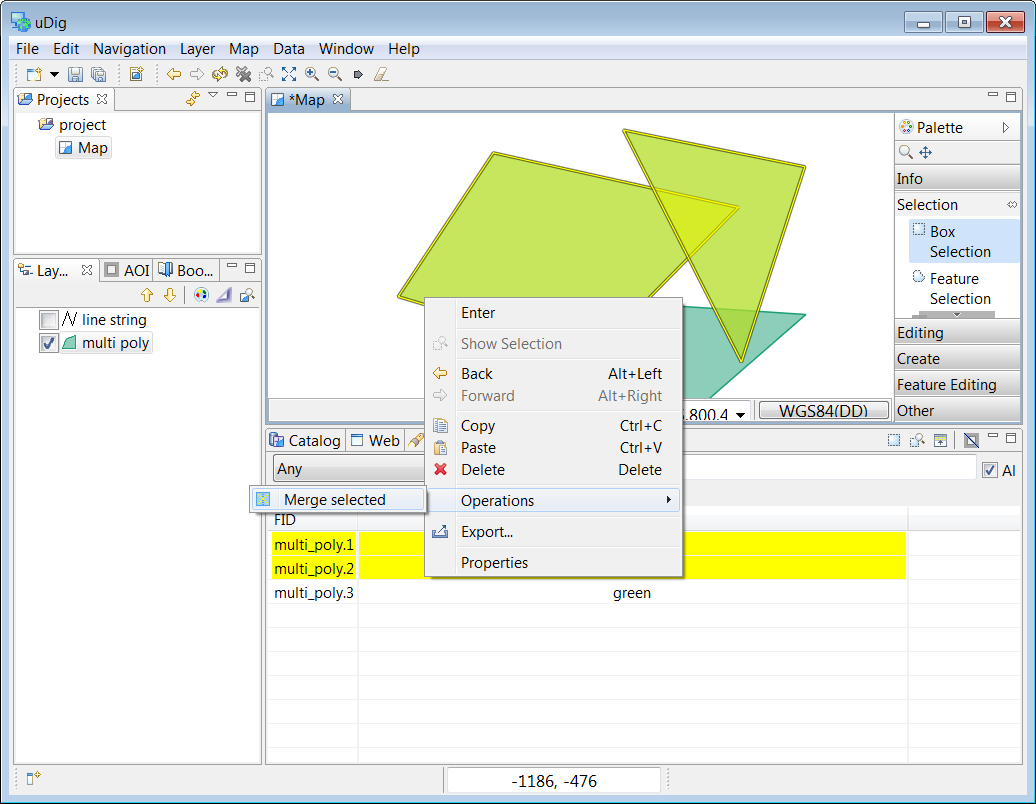 uDig
File Edit Navigation Layer Map Data Window Help
Projects
*Map
project
Map
Palette
Info
Selection
Box
Selection
Feature
Selection
Editing
Create
Feature Editing
Other
Lay... AOI Boo...
line string
multi poly
Enter
Show Selection
Back Alt+Left
Forward Alt+Right
Copy Ctrl+C
Paste Ctrl+V
Delete Delete
Operations
Export...
Properties
Merge selected
.800.4
WGS84(DD)
Catalog Web
Any
Al
FID
multi_poly.1
multi_poly.2
multi_poly.3 green
-1186, -476